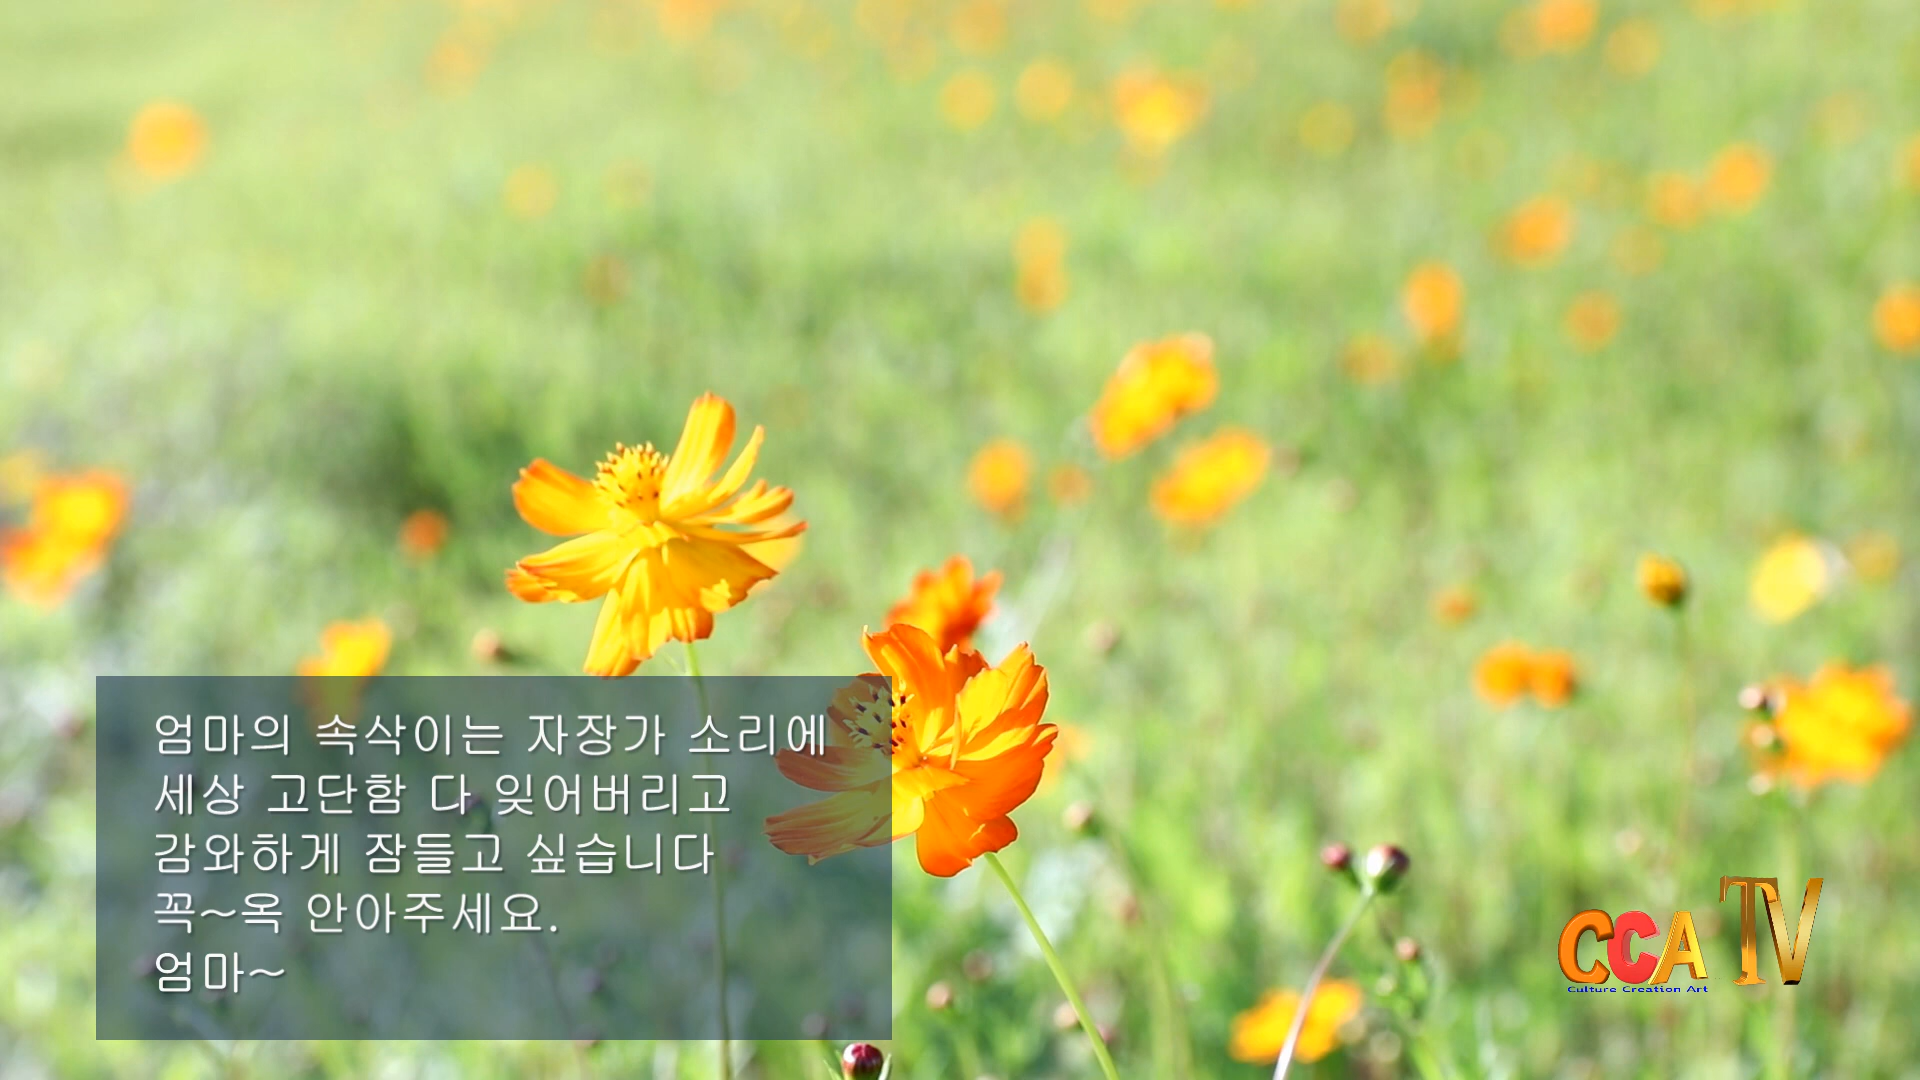 엄마의 속삭이는 자장가 소리에
세상 고단함 다 잊어버리고
감와하게 잠들고 싶습니다
꼭~옥 안아주세요.
엄마~
CCA TV
Culture Creation Art